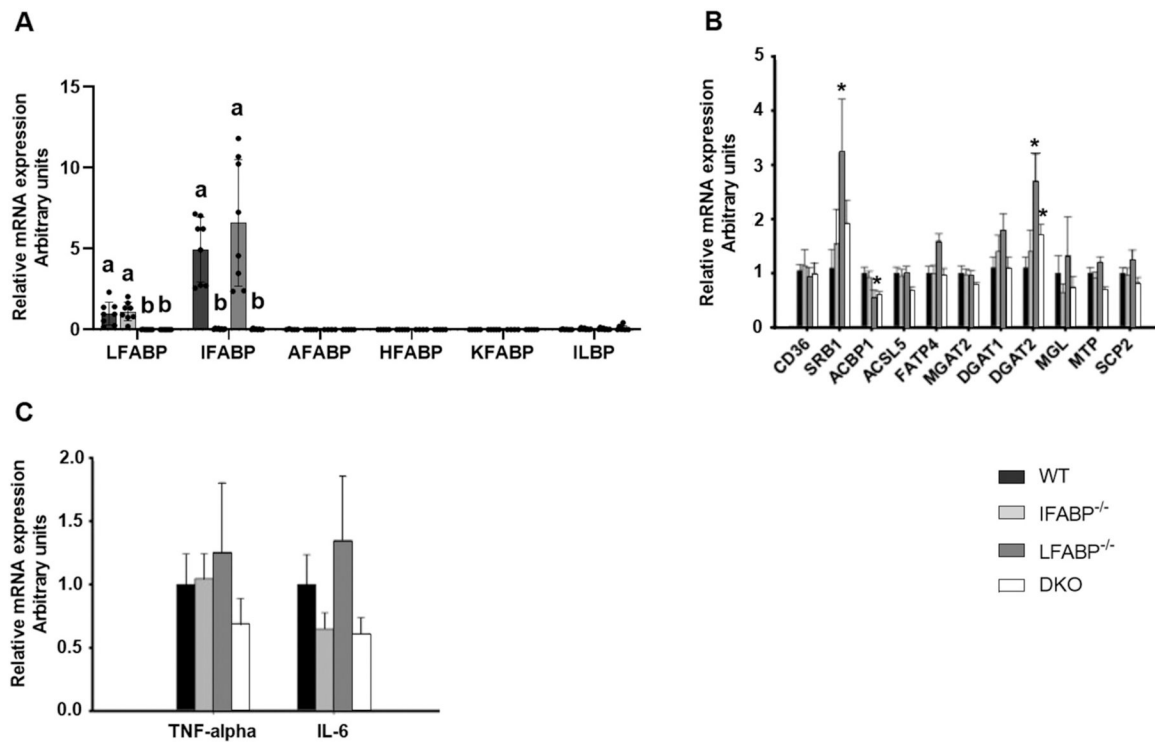 A
Relative mRNA expression
Arbitrary units
15
10
5
0
a
a
b
b
a
b
a
b
LFABP
IFABP
AFABP
HFABP
KFABP
ILBP
B
Relative mRNA expression
Arbitrary units
5
4
3
2
1
0
*
*
*
*
CD36
SRB1
ACBP1
ACSL5
FATP4
MGAT2
DGAT1
DGAT2
MGL
MTP
SCP2
C
Relative mRNA expression
Arbitrary units
2.0
1.5
1.0
0.5
0.0
TNF-alpha
IL-6
WT
IFABP-/-
LFABP-/-
DKO